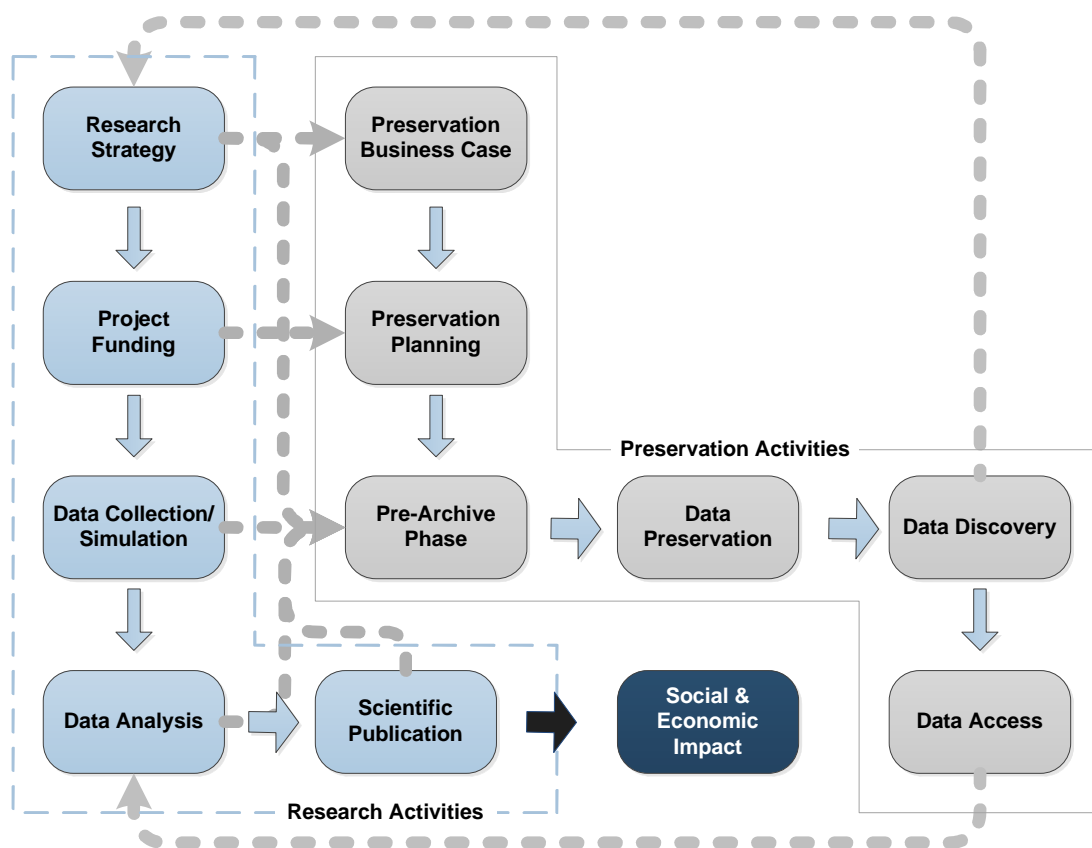 Research
Strategy
Preservation
Business Case
Project
Funding
Preservation
Planning
Preservation Activities
Data Collection/
Simulation
Pre-Archive
Phase
Data
Preservation
Data Discovery
Data Analysis
Scientific
Publication
Social &
Economic
Impact
Data Access
Research Activities